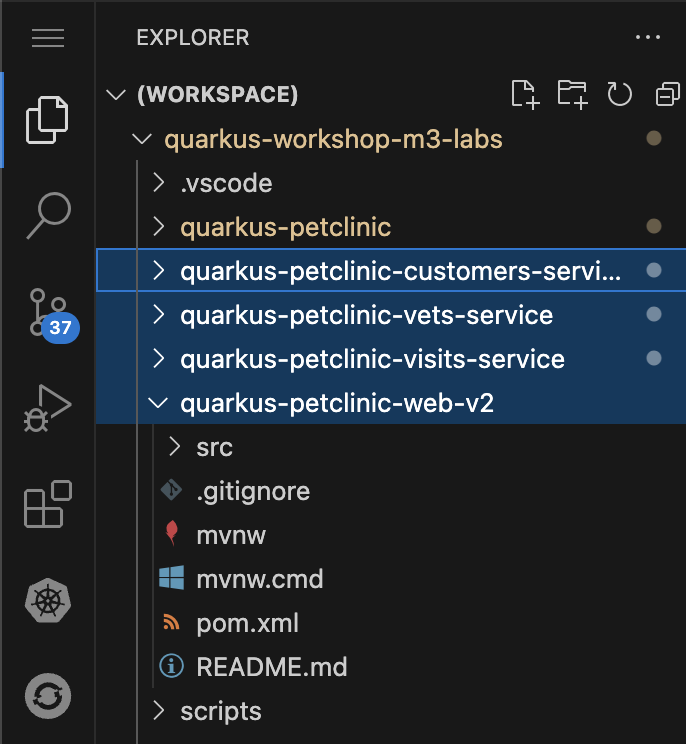 EXPLORER
(WORKSPACE)
quarkus-workshop-m3-labs
.vscode
quarkus-petclinic
quarkus-petclinic-customers-servi...
37
quarkus-petclinic-vets-service
quarkus-petclinic-visits-service
quarkus-petclinic-web-v2
src
.gitignore
mvnw
mvnw.cmd
pom.xml
README.md
scripts